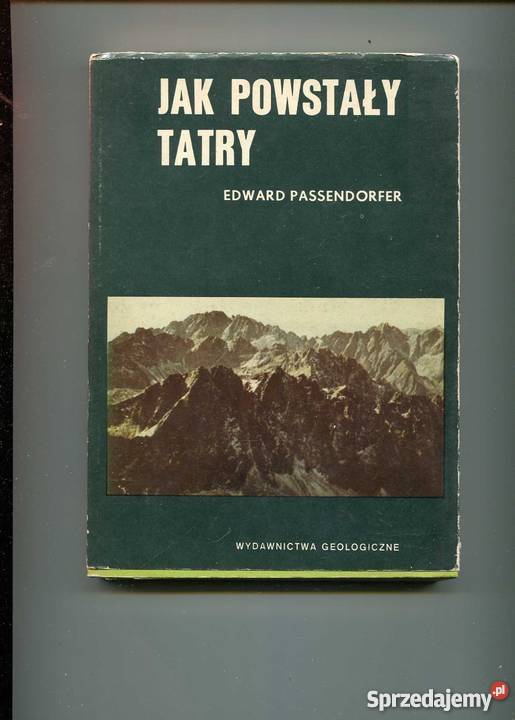 JAK POWSTAŁY
TATRY
EDWARD PASSENDORFER
WYDAWNICTWA GEOLOGICZNE
Sprzedajemy.pl